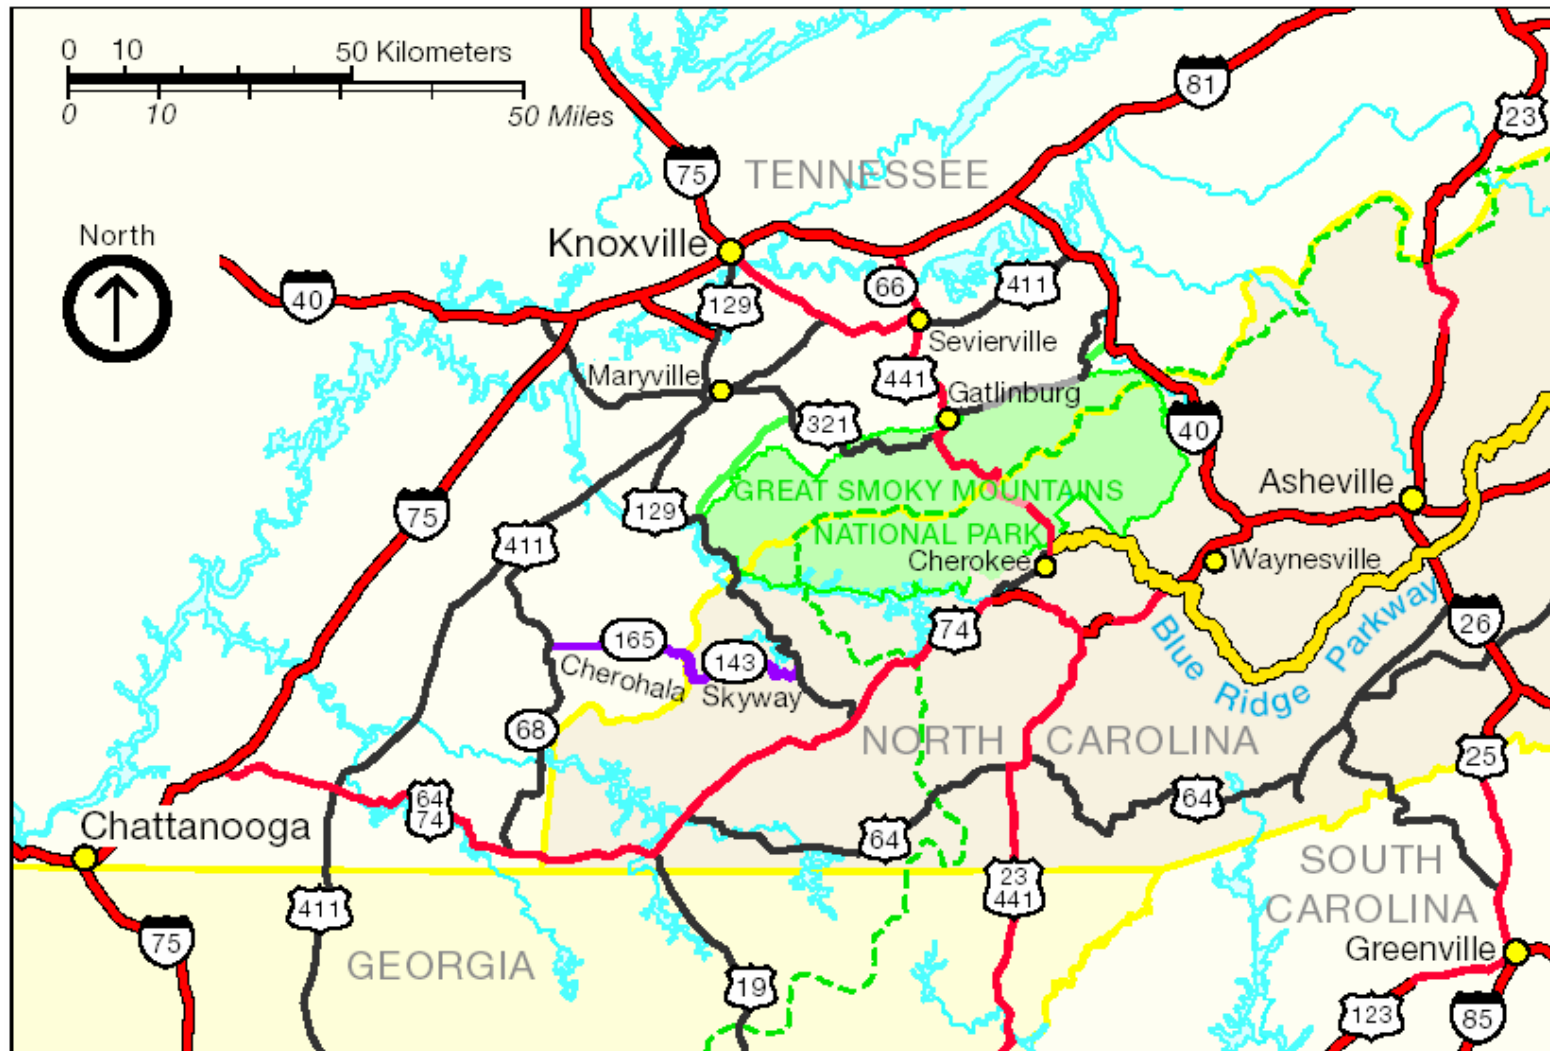 0 10 50 Kilometers
0 10 50 Miles
81
23
75
TENNESSEE
North
Knoxville
40
129
66
411
Sevierville
Maryville
441
Gatlinburg
321
40
Asheville
75
129
GREAT SMOKY MOUNTAINS
NATIONAL PARK
411
Cherokee
Waynesville
165
143
74
Cherohala Skyway
Blue Ridge Parkway
26
68
NORTH CAROLINA
25
64
74
64
64
Chattanooga
SOUTH
CAROLINA
23
441
411
75
GEORGIA
Greenville
19
123
85